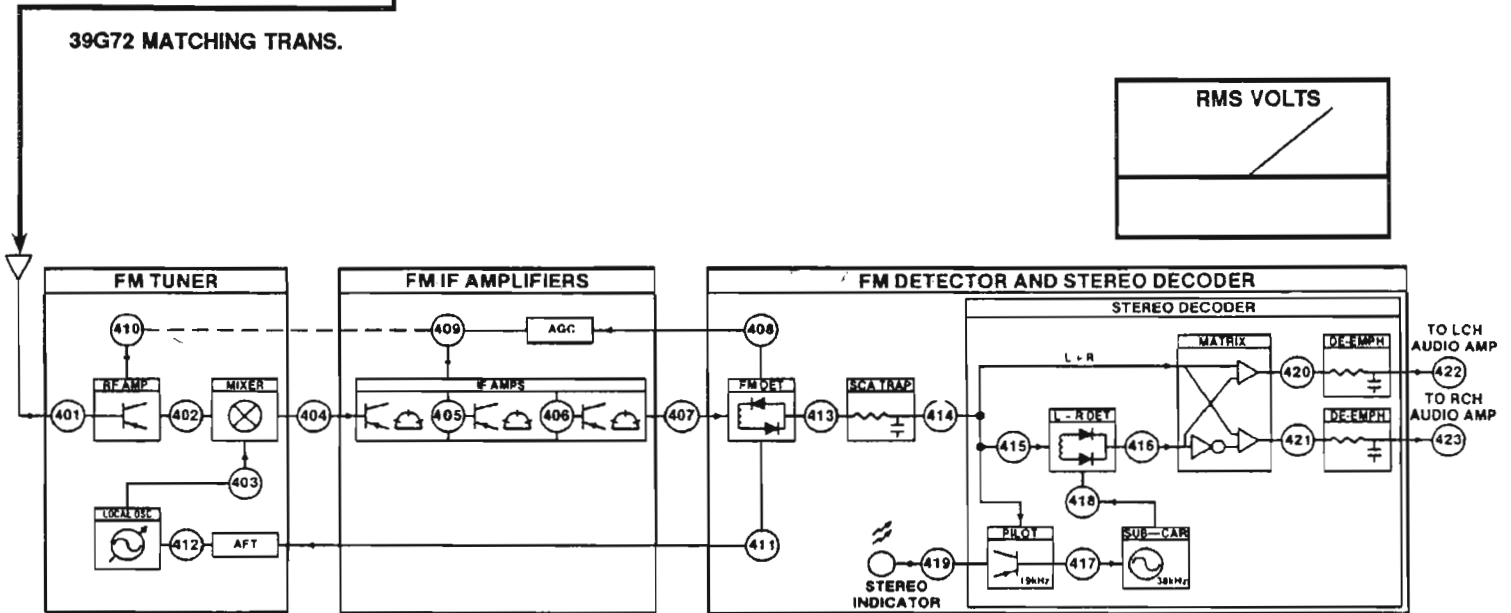 39G72 MATCHING TRANS.
RMS VOLTS
FM TUNER
FM IF AMPLIFIERS
FM DETECTOR AND STEREO DECODER
STEREO DECODER
410
409
AGC
408
L + R
MATRIX
DE-EMPH
TO LCH
AUDIO AMP
RF AMP
MIXER
IF AMPS
FM DET
SCA TRAP
420
422
401
402
404
405
406
407
413
414
L - R DET
DE-EMPH
TO RCH
AUDIO AMP
415
416
421
423
403
418
LOCAL OSC
412
AFT
411
PILOT
SUB-CAR
419
19kHz
417
38kHz
STEREO
INDICATOR